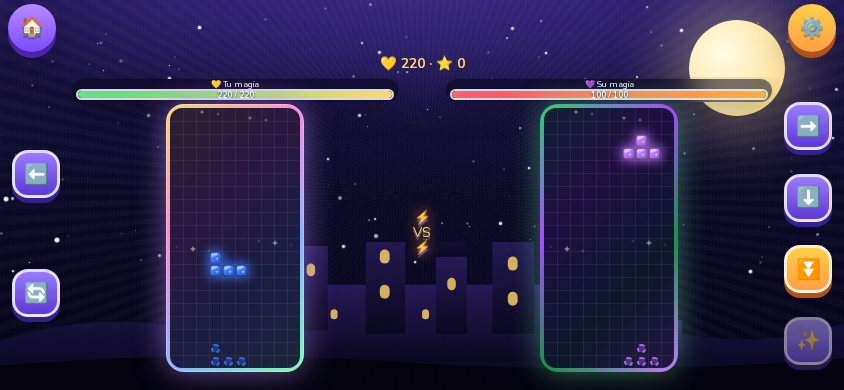 💛 220 · ⭐ 0
💛 Tu magia
220/220
💜 Su magia
100/100
⚡
VS
⚡